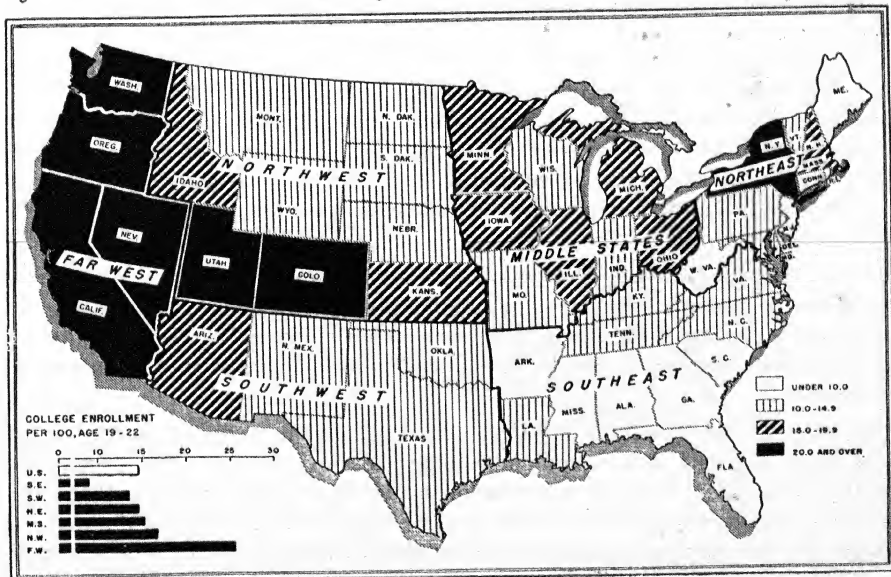 WASH.
OREG.
NEV.
CALIF.
FAR WEST
UTAH
COLO
IDAHO
MONT.
N. DAK.
S. DAK.
WYO.
NEBR.
KANS.
NORTHWEST
ARIZ.
N. MEX.
OKLA.
TEXAS
SOUTHWEST
MINN
WIS.
MICH.
IOWA
ILL.
IND.
OHIO
MO.
MIDDLE STATES
ME.
N.Y
VT.
N. H.
MASS
CONN.
R.I.
PA.
N.J.
DEL.
MD.
NORTHEAST
W. VA.
VA.
KY.
TENN.
N. C.
S. C.
ARK.
MISS.
ALA.
GA.
LA.
FLA
SOUTHEAST
UNDER 10.0
10.0-14.9
15.0-19.9
20.0 AND OVER
COLLEGE ENROLLMENT
PER 100, AGE 19-22
0 10 20 25 30
U.S.
S.E.
S.W.
N.E.
M.S.
N.W.
F.W.